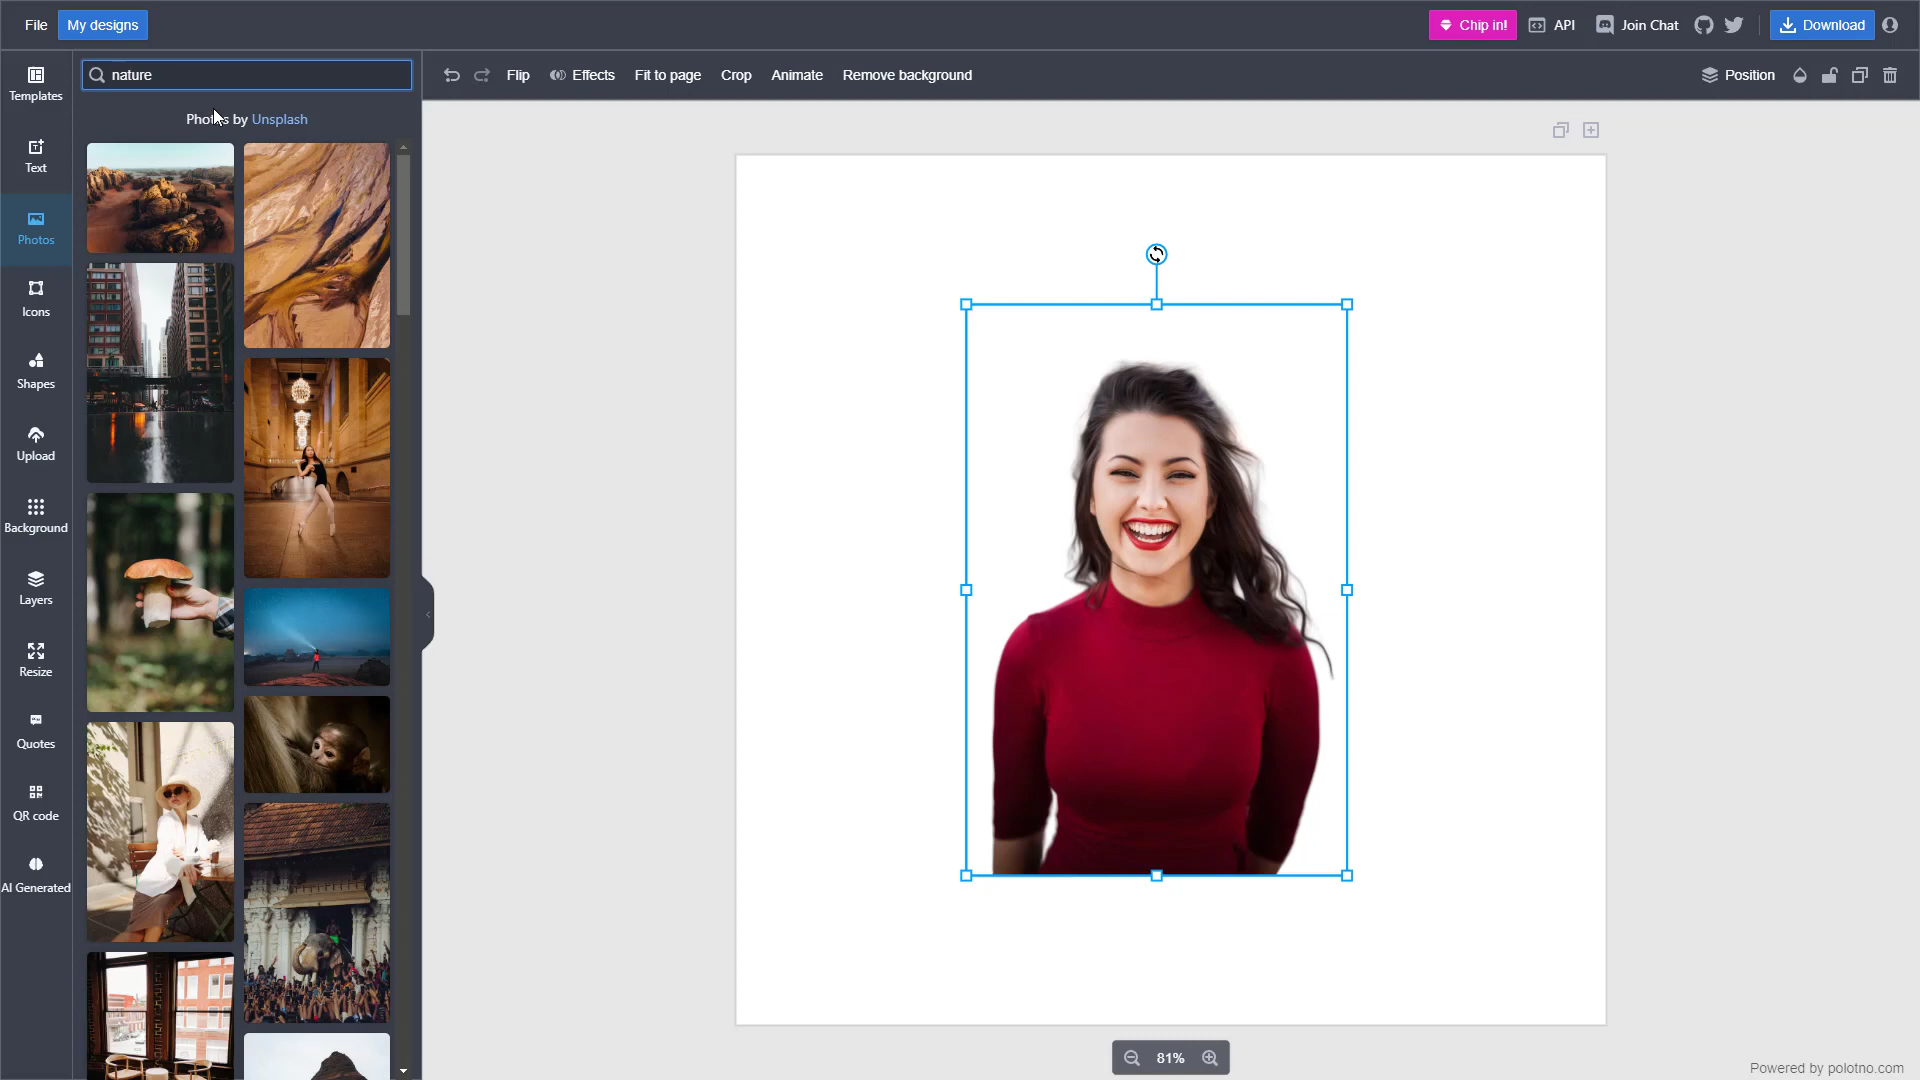 File
My designs
Chip in!
API
Join Chat
Download
nature
Flip
Effects
Fit to page
Crop
Animate
Remove background
Position
Photos by Unsplash
Templates
Text
Photos
Icons
Shapes
Upload
Background
Layers
Resize
Quotes
QR code
AI Generated
81%
Powered by polotno.com